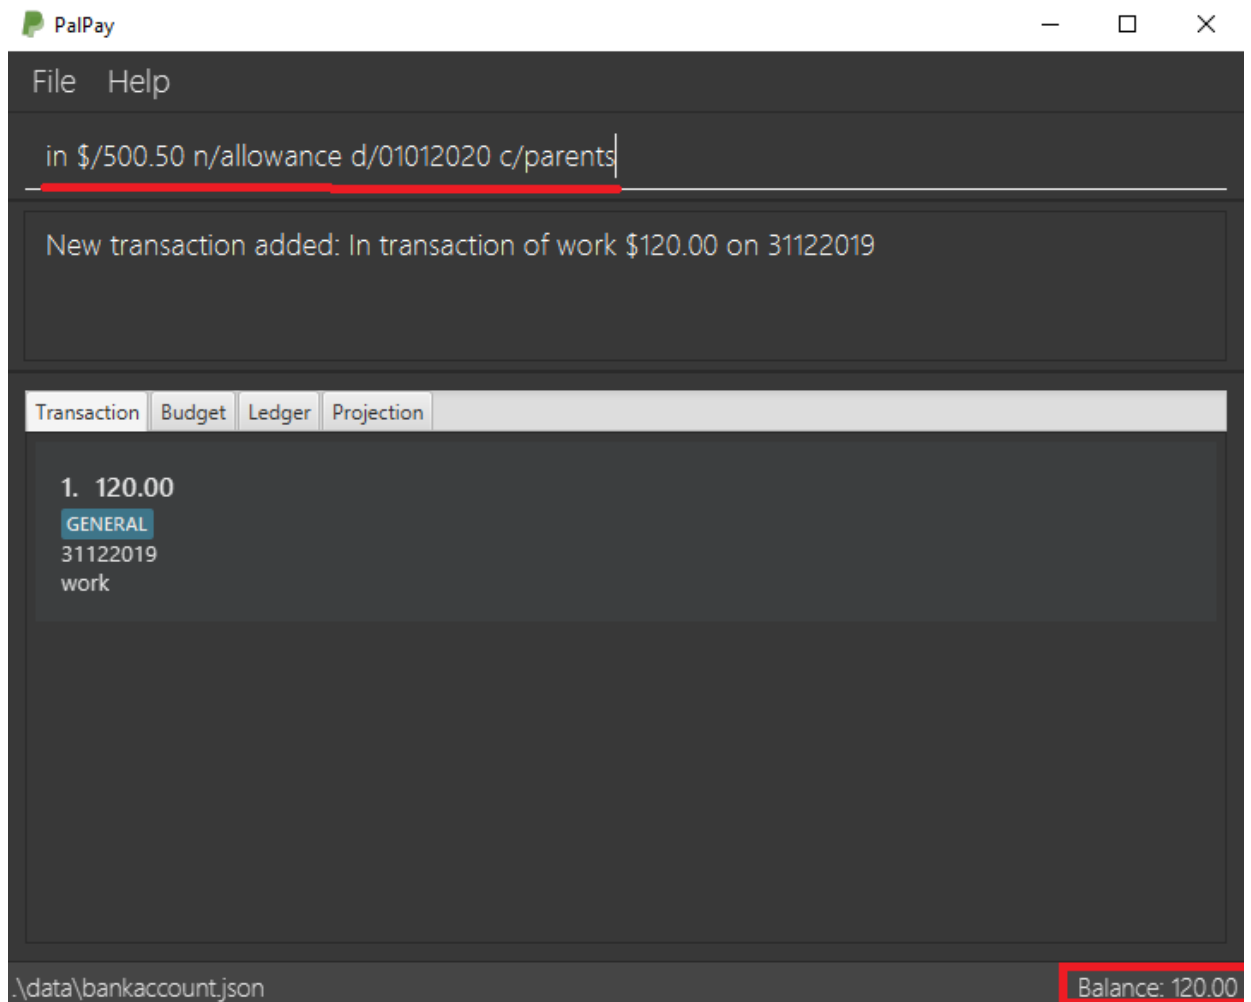 PalPay
File Help
in $/500.50 n/allowance d/01012020 c/parents
New transaction added: In transaction of work $120.00 on 31122019
Transaction Budget Ledger Projection
1. 120.00
GENERAL
31122019
work
.\data\bankaccount.json Balance: 120.00